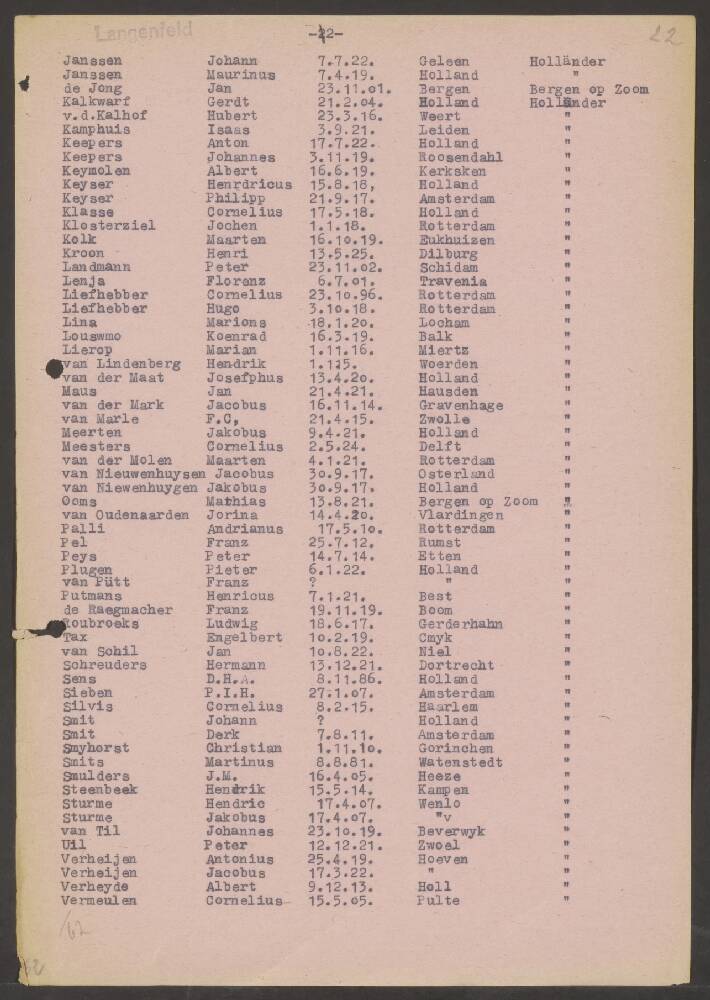 Langenfeld
-22-
22
Janssen Johann 7.7.22. Geleen Holländer
Janssen Maurinus 7.4.19. Holland "
de Jong Jan 23.11.01. Bergen Bergen op Zoom
Kalkwarf Gerdt 21.2.04. Holland Holländer
v.d.Kalhof Hubert 23.3.16. Weert "
Kamphuis Isaas 3.9.21. Leiden "
Keepers Anton 17.7.22. Holland "
Keepers Johannes 3.11.19. Roosendahl "
Keymolen Albert 16.6.19. Kerksken "
Keyser Henrdricus 15.8.18, Holland "
Keyser Philipp 21.9.17. Amsterdam "
Klasse Cornelius 17.5.18. Holland "
Klosterziel Jochen 1.1.18. Rotterdam "
Kolk Maarten 16.10.19. Eukhuizen "
Kroon Henri 13.5.25. Dilburg "
Landmann Peter 23.11.02. Schidam "
Lenja Florenz 6.7.01. Travenia "
Liefhebber Cornelius 23.10.96. Rotterdam "
Liefhebber Hugo 3.10.18. Rotterdam "
Lina Marions 18.1.20. Locham "
Louswmo Koenrad 16.3.19. Balk "
Lierop Marian 1.11.16. Miertz "
van Lindenberg Hendrik 1.125. Woerden "
van der Maat Josefphus 13.4.20. Holland "
Maus Jan 21.4.21. Hausden "
van der Mark Jacobus 16.11.14. Gravenhage "
van Marle F.C, 21.4.15. Zwolle "
Meerten Jakobus 9.4.21. Holland "
Meesters Cornelius 2.5.24. Delft "
van der Molen Maarten 4.1.21. Rotterdam "
van Nieuwenhuysen Jacobus 30.9.17. Osterland "
van Niewenhuygen Jakobus 30.9.17. Holland "
Ooms Mathias 13.8.21. Bergen op Zoom "
van Oudenaarden Jorina 14.4.20. Vlardingen "
Palli Andrianus 17.5.10. Rotterdam "
Pel Franz 25.7.12. Rumst "
Peys Peter 14.7.14. Etten "
Plugen Pieter 6.1.22. Holland "
van Pütt Franz ? " "
Putmans Henricus 7.1.21. Best "
de Raegmacher Franz 19.11.19. Boom "
Roubroeks Ludwig 18.6.17. Gerderhahn "
Tax Engelbert 10.2.19. Cmyk "
van Schil Jan 10.8.22. Niel "
Schreuders Hermann 13.12.21. Dortrecht "
Sens D.H.A. 8.11.86. Holland "
Sieben P.I.H. 27.1.07. Amsterdam "
Silvis Cornelius 8.2.15. Haarlem "
Smit Johann ? Holland "
Smit Derk 7.8.11. Amsterdam "
Smyhorst Christian 1.11.10. Gorinchen "
Smits Martinus 8.8.81. Watenstedt "
Smulders J.M. 16.4.05. Heeze "
Steenbeek Hendrik 15.5.14. Kampen "
Sturme Hendric 17.4.07. Wenlo "
Sturme Jakobus 17.4.07. "v "
van Til Johannes 23.10.19. Beverwyk "
Uil Peter 12.12.21. Zwoel "
Verheijen Antonius 25.4.19. Hoeven "
Verheijen Jacobus 17.3.22. " "
Verheyde Albert 9.12.13. Holl "
Vermeulen Cornelius 15.5.05. Pulte "
62
62